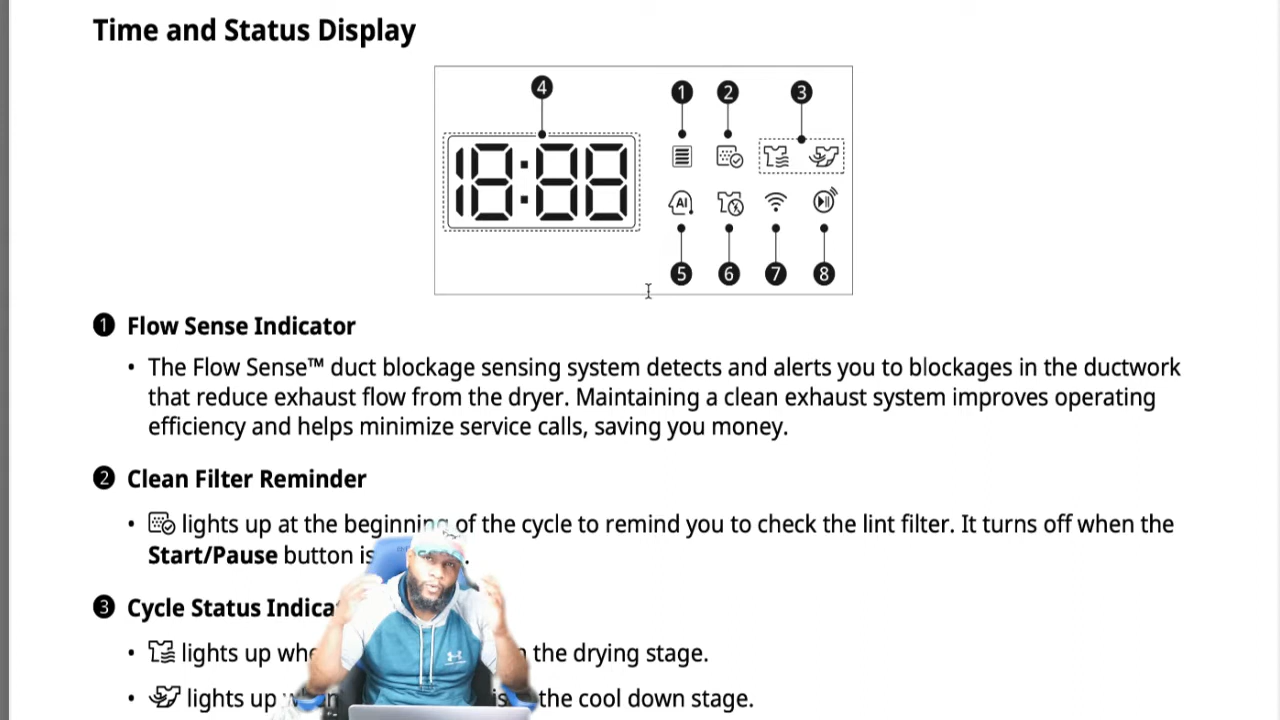 Time and Status Display
4 1 2 3
18:88
AI
5 6 7 8
1 Flow Sense Indicator
• The Flow Sense™ duct blockage sensing system detects and alerts you to blockages in the ductwork
that reduce exhaust flow from the dryer. Maintaining a clean exhaust system improves operating
efficiency and helps minimize service calls, saving you money.
2 Clean Filter Reminder
• lights up at the beginning of the cycle to remind you to check the lint filter. It turns off when the
Start/Pause button is
3 Cycle Status
• lights up the drying stage.
• lights up the cool down stage.